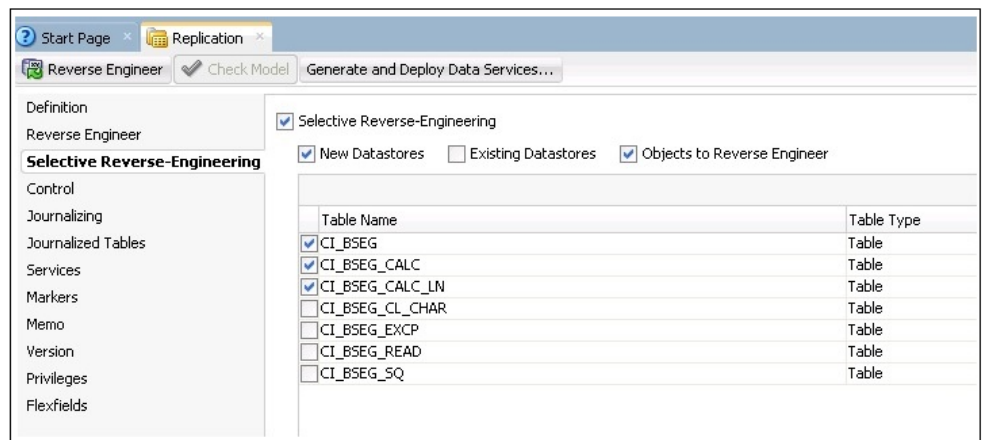 Start Page Replication
Reverse Engineer Check Model Generate and Deploy Data Services...
Definition
Reverse Engineer
Selective Reverse-Engineering
Control
Journalizing
Journalized Tables
Services
Markers
Memo
Version
Privileges
Flexfields
Selective Reverse-Engineering
New Datastores Existing Datastores Objects to Reverse Engineer
Table Name Table Type
CI_BSEG Table
CI_BSEG_CALC Table
CI_BSEG_CALC_LN Table
CI_BSEG_CL_CHAR Table
CI_BSEG_EXCP Table
CI_BSEG_READ Table
CI_BSEG_SQ Table